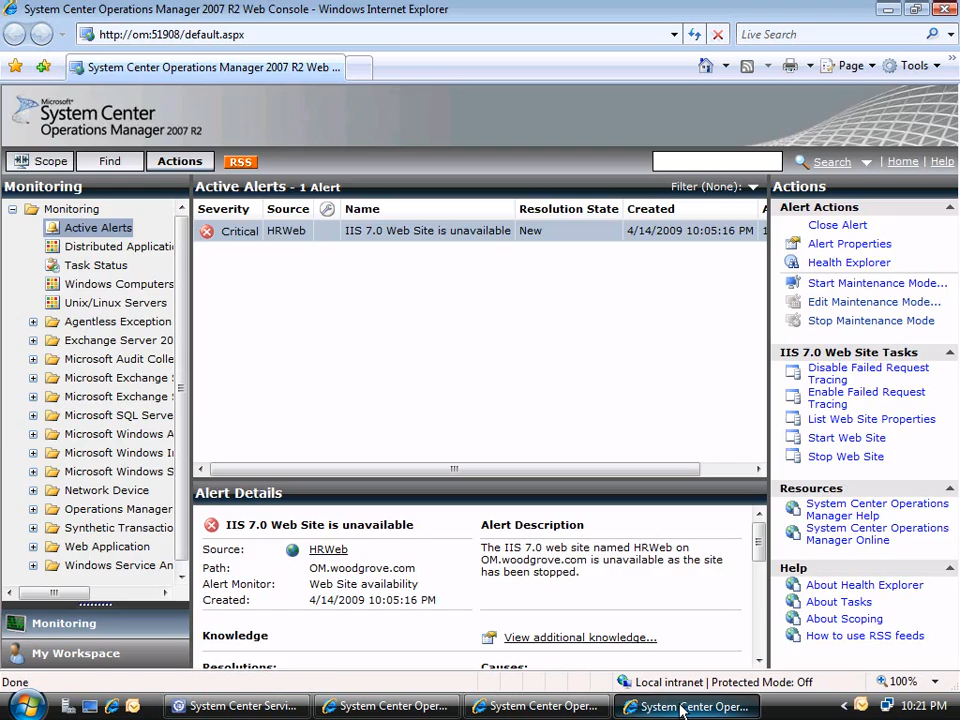 System Center Operations Manager 2007 R2 Web Console - Windows Internet Explorer
http://om:51908/default.aspx
Live Search
System Center Operations Manager 2007 R2 Web ...
Page
Tools
Microsoft
System Center
Operations Manager 2007 R2
Scope
Find
Actions
RSS
Search
Home
Help
Monitoring
Active Alerts - 1 Alert
Filter (None):
Actions
Monitoring
Active Alerts
Distributed Applicati
Task Status
Windows Computers
Unix/Linux Servers
Agentless Exception
Exchange Server 20
Microsoft Audit Colle
Microsoft Exchange
Microsoft Exchange
Microsoft SQL Serve
Microsoft Windows A
Microsoft Windows I
Microsoft Windows S
Network Device
Operations Manager
Synthetic Transactio
Web Application
Windows Service An
Monitoring
My Workspace
Severity Source Name Resolution State Created
Critical HRWeb IIS 7.0 Web Site is unavailable New 4/14/2009 10:05:16 PM
Alert Details
IIS 7.0 Web Site is unavailable
Source: HRWeb
Path: OM.woodgrove.com
Alert Monitor: Web Site availability
Created: 4/14/2009 10:05:16 PM
Knowledge
Resolutions:
Alert Description
The IIS 7.0 web site named HRWeb on
OM.woodgrove.com is unavailable as the site
has been stopped.
View additional knowledge...
Causes:
Alert Actions
Close Alert
Alert Properties
Health Explorer
Start Maintenance Mode...
Edit Maintenance Mode...
Stop Maintenance Mode
IIS 7.0 Web Site Tasks
Disable Failed Request
Tracing
Enable Failed Request
Tracing
List Web Site Properties
Start Web Site
Stop Web Site
Resources
System Center Operations
Manager Help
System Center Operations
Manager Online
Help
About Health Explorer
About Tasks
About Scoping
How to use RSS feeds
Done
Local intranet | Protected Mode: Off
100%
System Center Servi...
System Center Oper...
System Center Oper...
System Center Oper...
10:21 PM